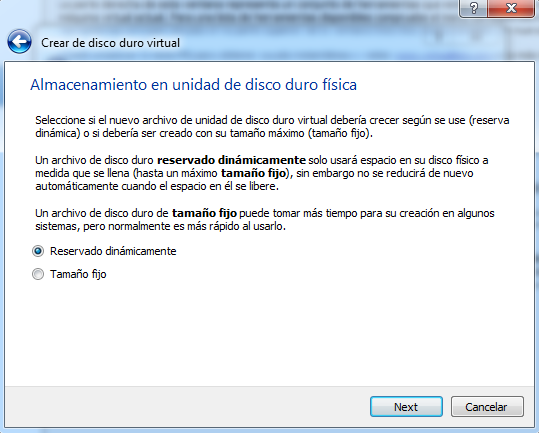 Crear de disco duro virtual
Almacenamiento en unidad de disco duro física
Seleccione si el nuevo archivo de unidad de disco duro virtual debería crecer según se use (reserva
dinámica) o si debería ser creado con su tamaño máximo (tamaño fijo).
Un archivo de disco duro reservado dinámicamente solo usará espacio en su disco físico a
medida que se llena (hasta un máximo tamaño fijo), sin embargo no se reducirá de nuevo
automáticamente cuando el espacio en él se libere.
Un archivo de disco duro de tamaño fijo puede tomar más tiempo para su creación en algunos
sistemas, pero normalmente es más rápido al usarlo.
Reservado dinámicamente
Tamaño fijo
Next
Cancelar